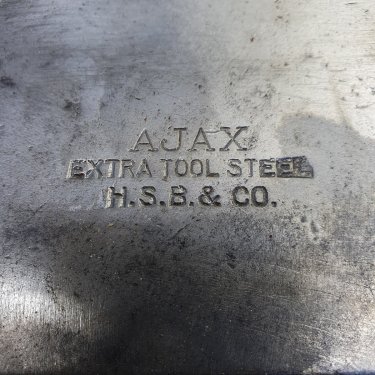 AJAX
EXTRA TOOL STEEL
H.S.B. & CO.